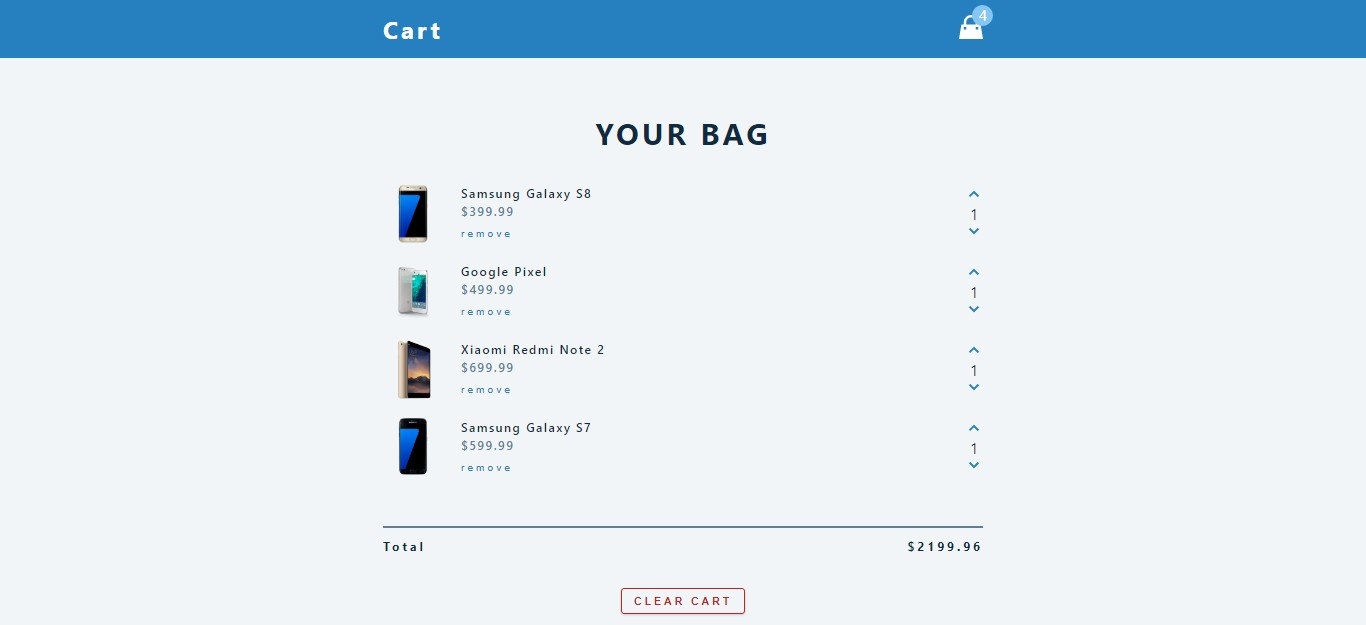 Cart
4
YOUR BAG
Samsung Galaxy S8
$399.99
remove
1
Google Pixel
$499.99
remove
1
Xiaomi Redmi Note 2
$699.99
remove
1
Samsung Galaxy S7
$599.99
remove
1
Total $2199.96
CLEAR CART